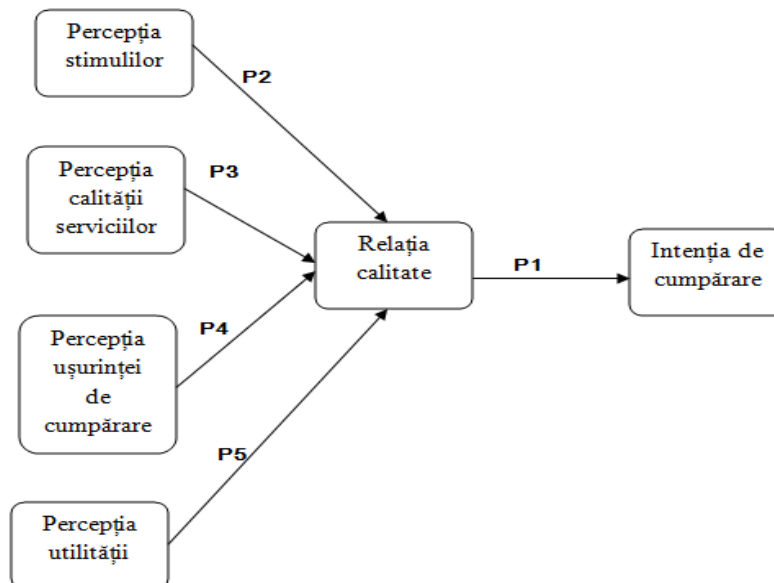 Percepția
stimulilor
P2
Percepția
calității
serviciilor
P3
Relația
calitate
P1
Intenția de
cumpărare
Percepția
ușurinței
de
cumpărare
P4
P5
Percepția
utilității